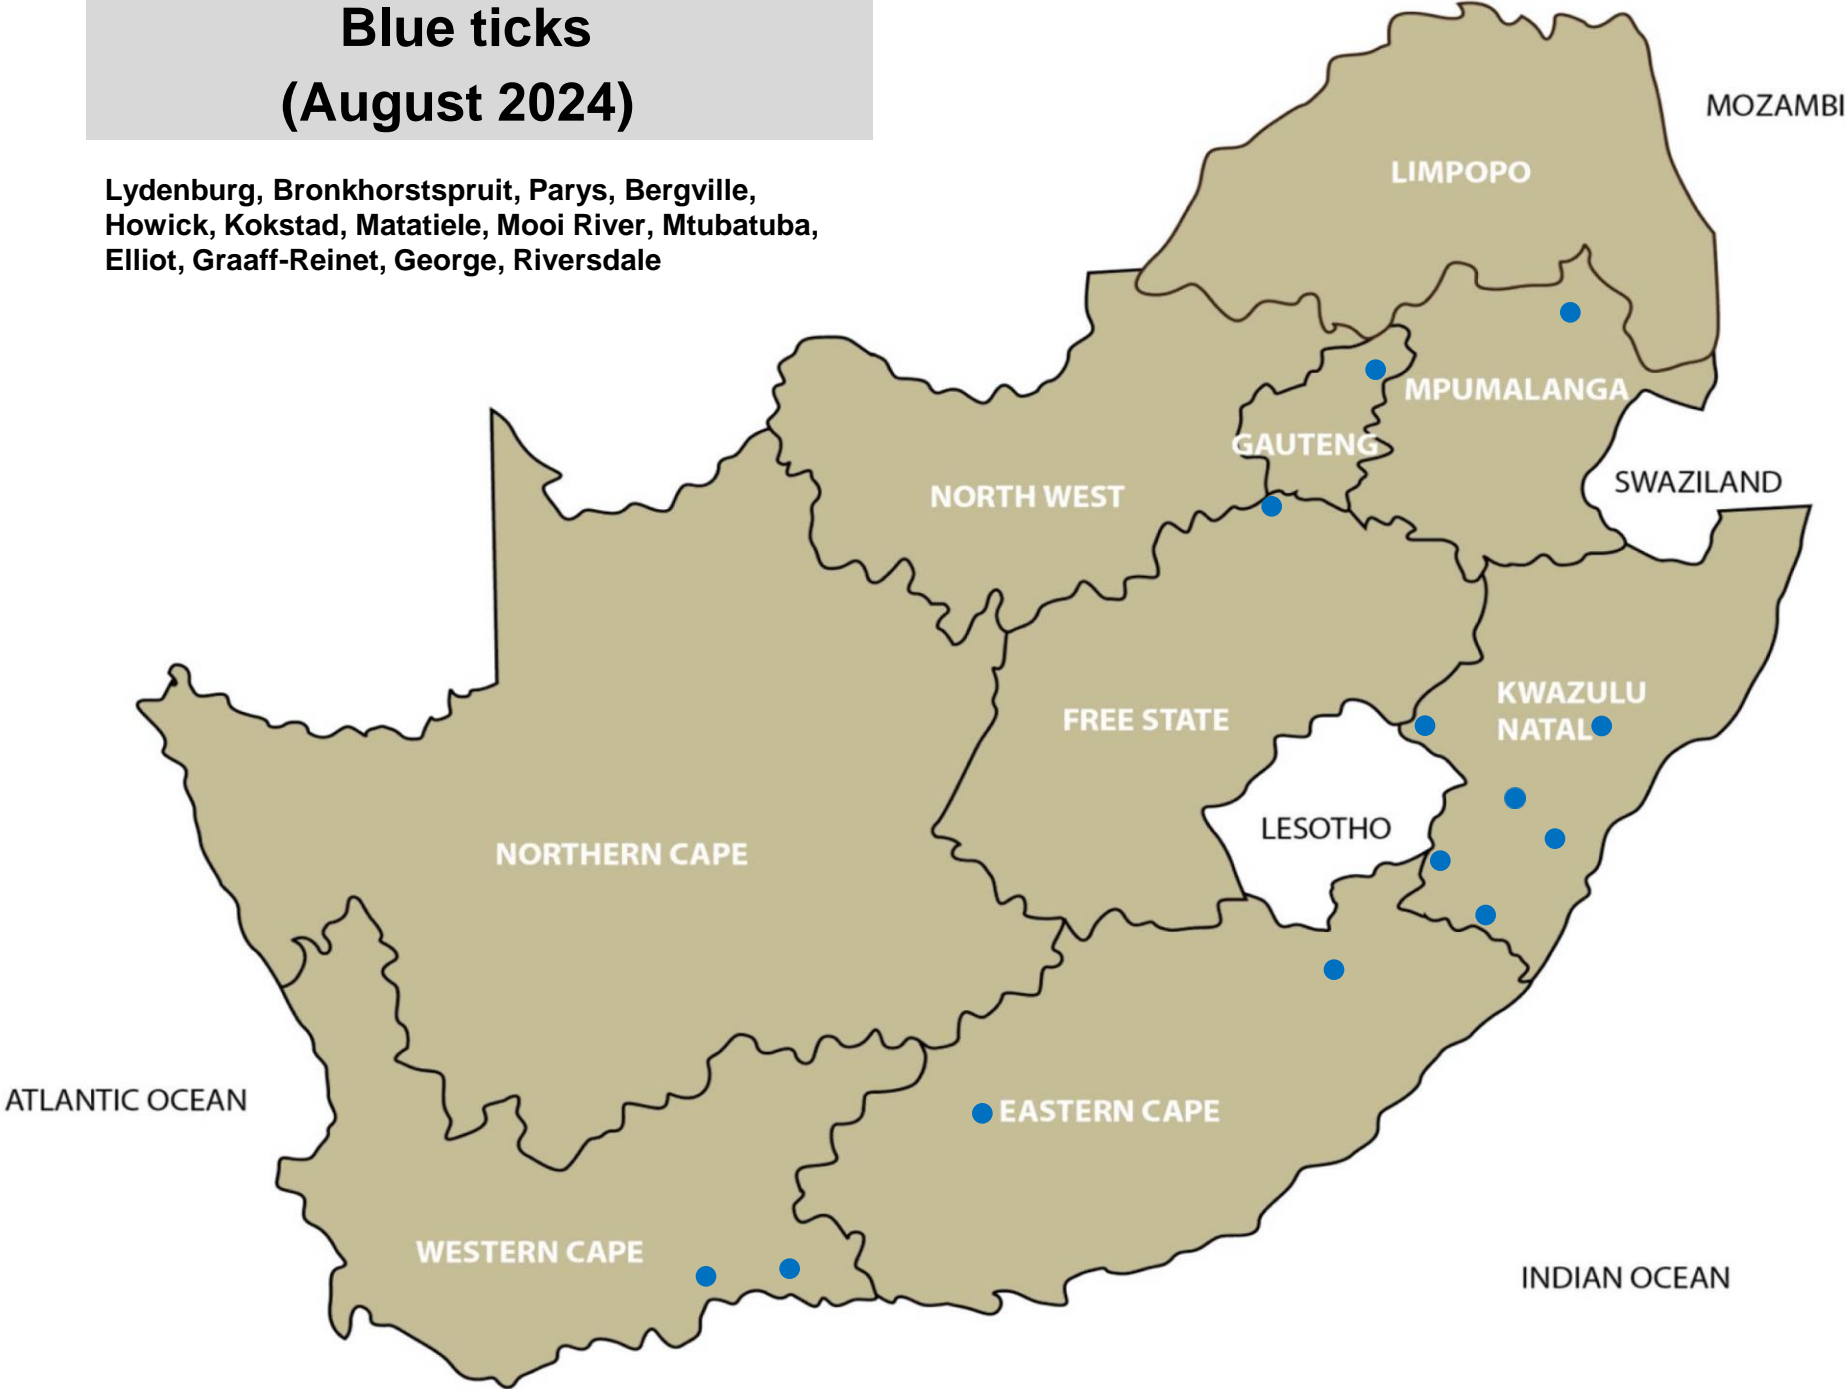 Blue ticks
(August 2024)
Lydenburg, Bronkhorstspruit, Parys, Bergville,
Howick, Kokstad, Matatiele, Mooi River, Mtubatuba,
Elliot, Graaff-Reinet, George, Riversdale
MOZAMBI
LIMPOPO
MPUMALANGA
GAUTENG
SWAZILAND
NORTH WEST
KWAZULU
NATAL
FREE STATE
LESOTHO
NORTHERN CAPE
ATLANTIC OCEAN
EASTERN CAPE
WESTERN CAPE
INDIAN OCEAN